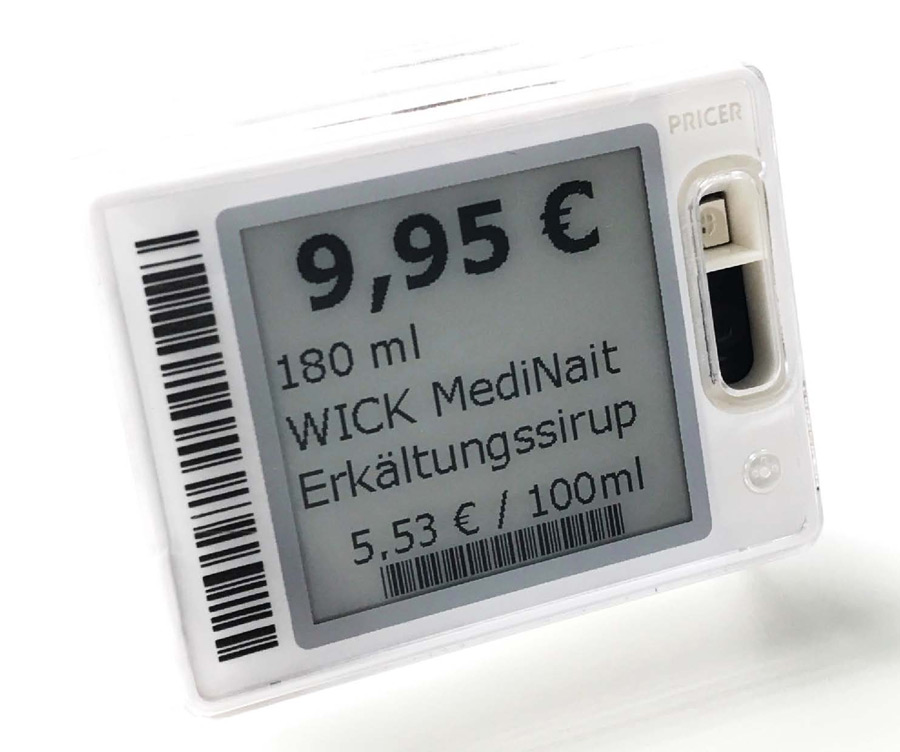 PRICER
9,95 €
180 ml
WICK MediNait
Erkältungssirup
5.53 € / 100ml